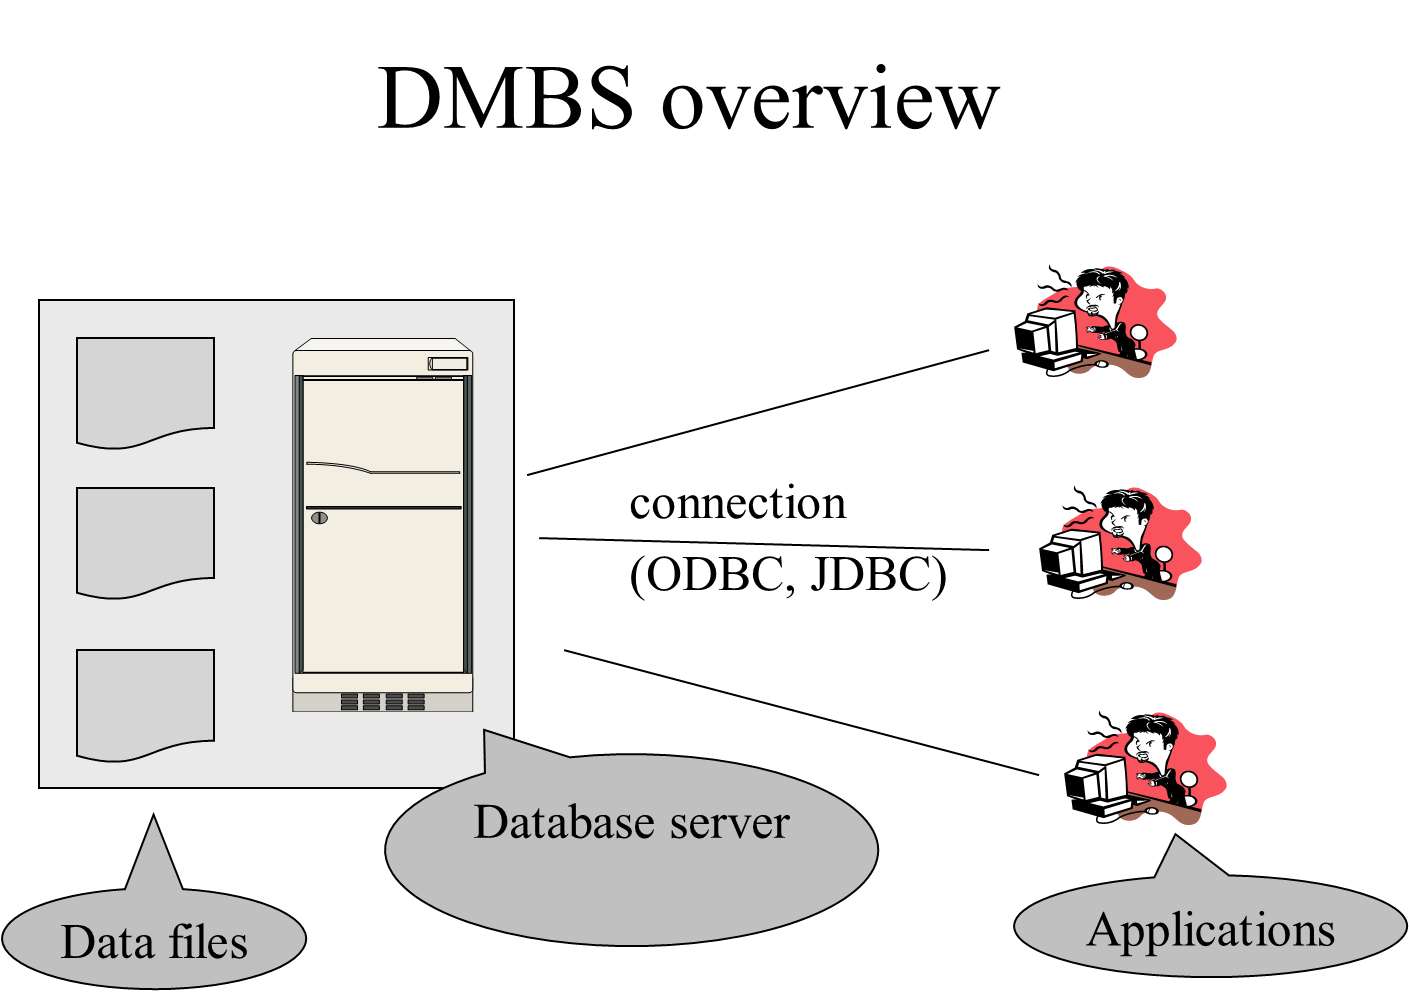 DMBS overview
connection
(ODBC, JDBC)
Database server
Data files
Applications